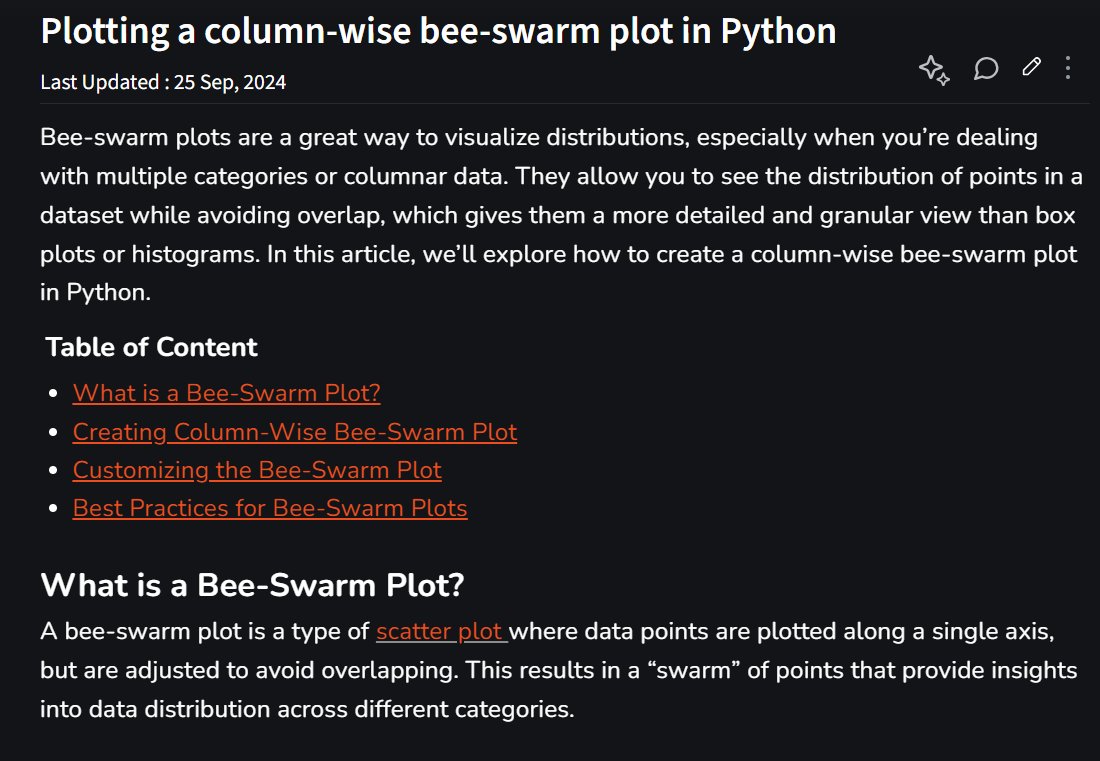 Plotting a column-wise bee-swarm plot in Python
Last Updated : 25 Sep, 2024
Bee-swarm plots are a great way to visualize distributions, especially when you’re dealing
with multiple categories or columnar data. They allow you to see the distribution of points in a
dataset while avoiding overlap, which gives them a more detailed and granular view than box
plots or histograms. In this article, we’ll explore how to create a column-wise bee-swarm plot
in Python.
Table of Content
• What is a Bee-Swarm Plot?
• Creating Column-Wise Bee-Swarm Plot
• Customizing the Bee-Swarm Plot
• Best Practices for Bee-Swarm Plots
What is a Bee-Swarm Plot?
A bee-swarm plot is a type of scatter plot where data points are plotted along a single axis,
but are adjusted to avoid overlapping. This results in a “swarm” of points that provide insights
into data distribution across different categories.